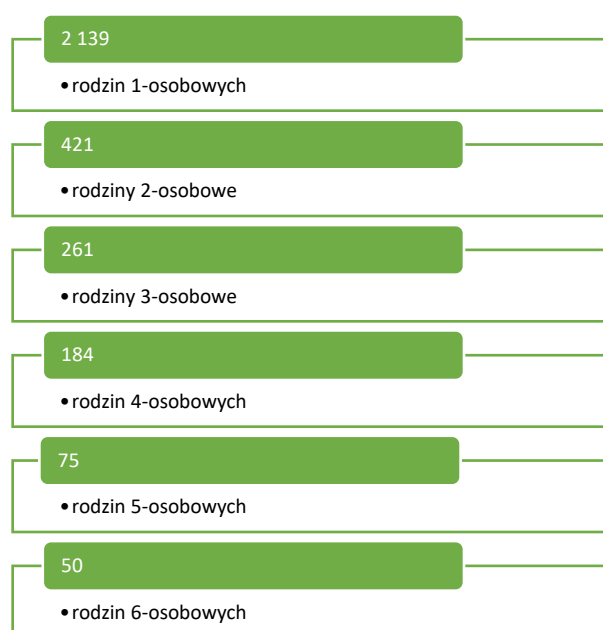 2 139
•rodzin 1-osobowych
421
•rodziny 2-osobowe
261
•rodziny 3-osobowe
184
•rodzin 4-osobowych
75
•rodzin 5-osobowych
50
•rodzin 6-osobowych